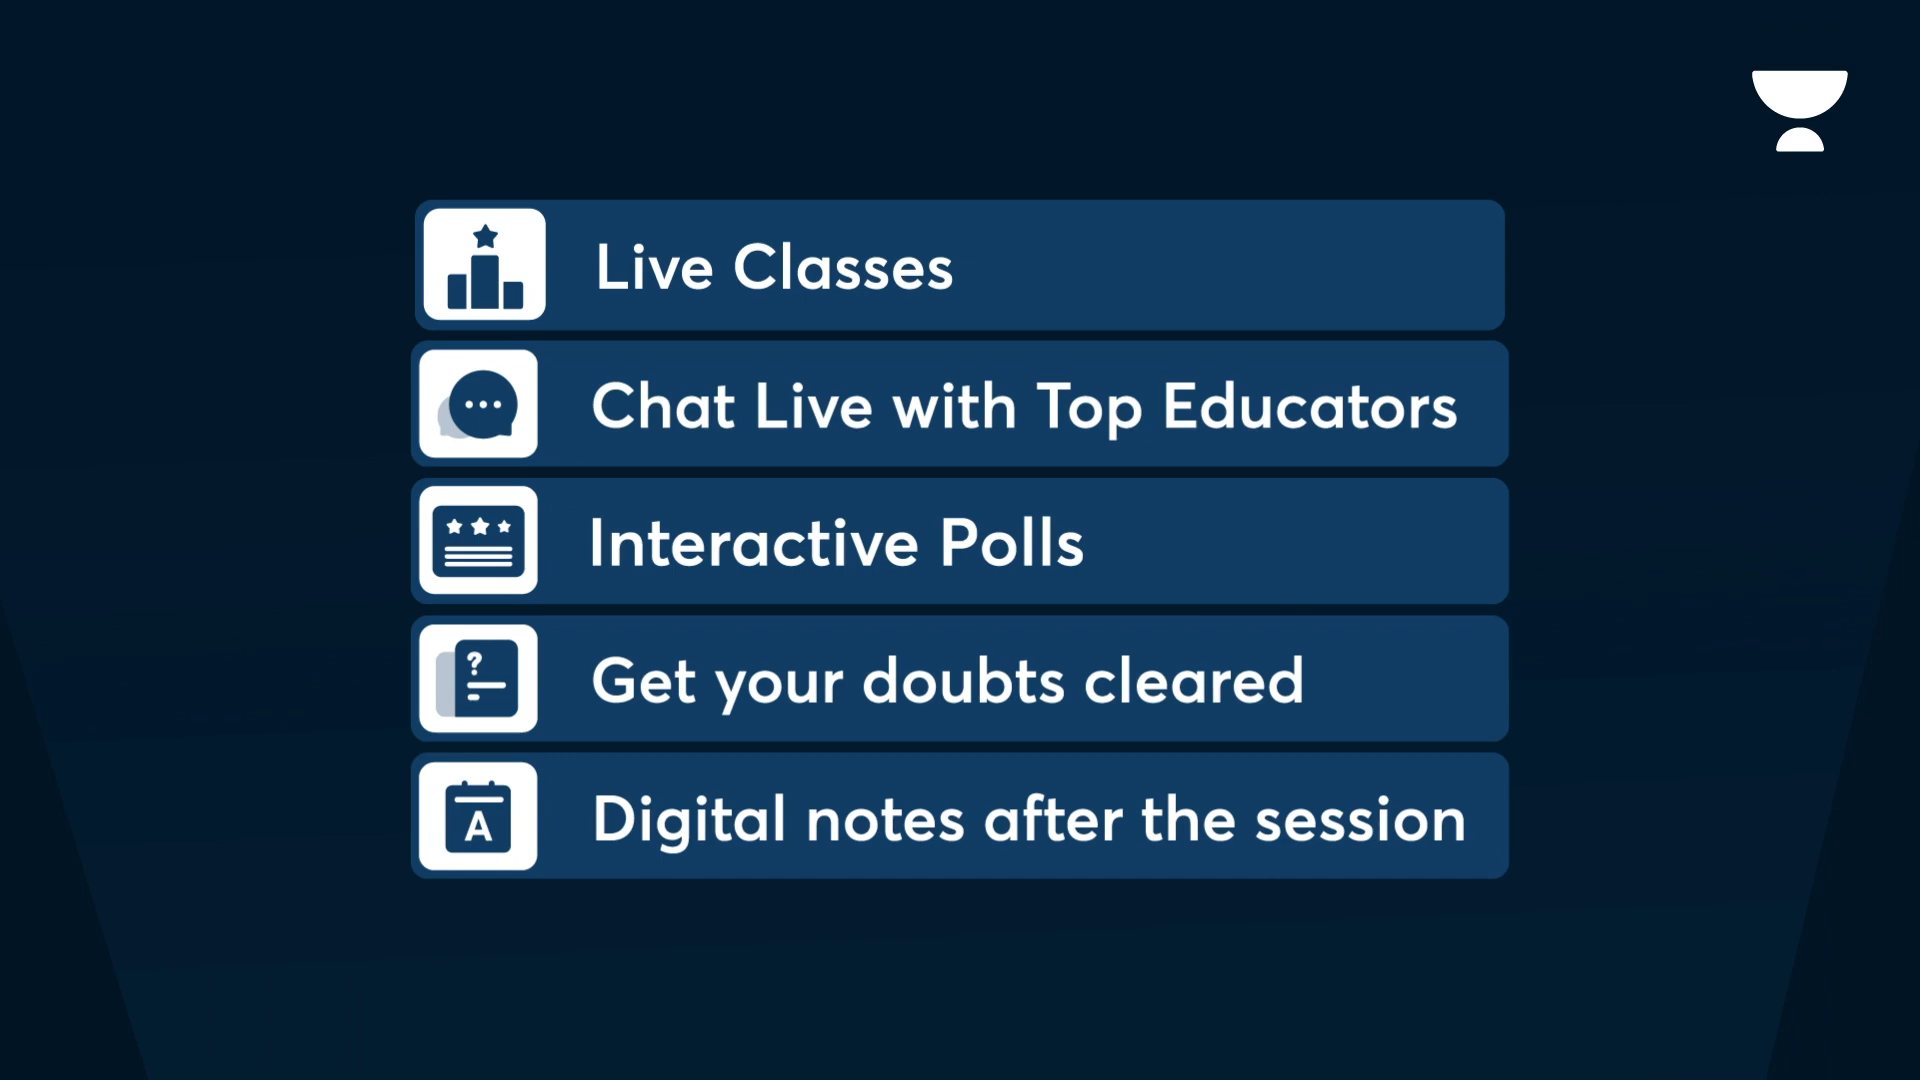 Live Classes
Chat Live with Top Educators
Interactive Polls
?
Get your doubts cleared
A
Digital notes after the session